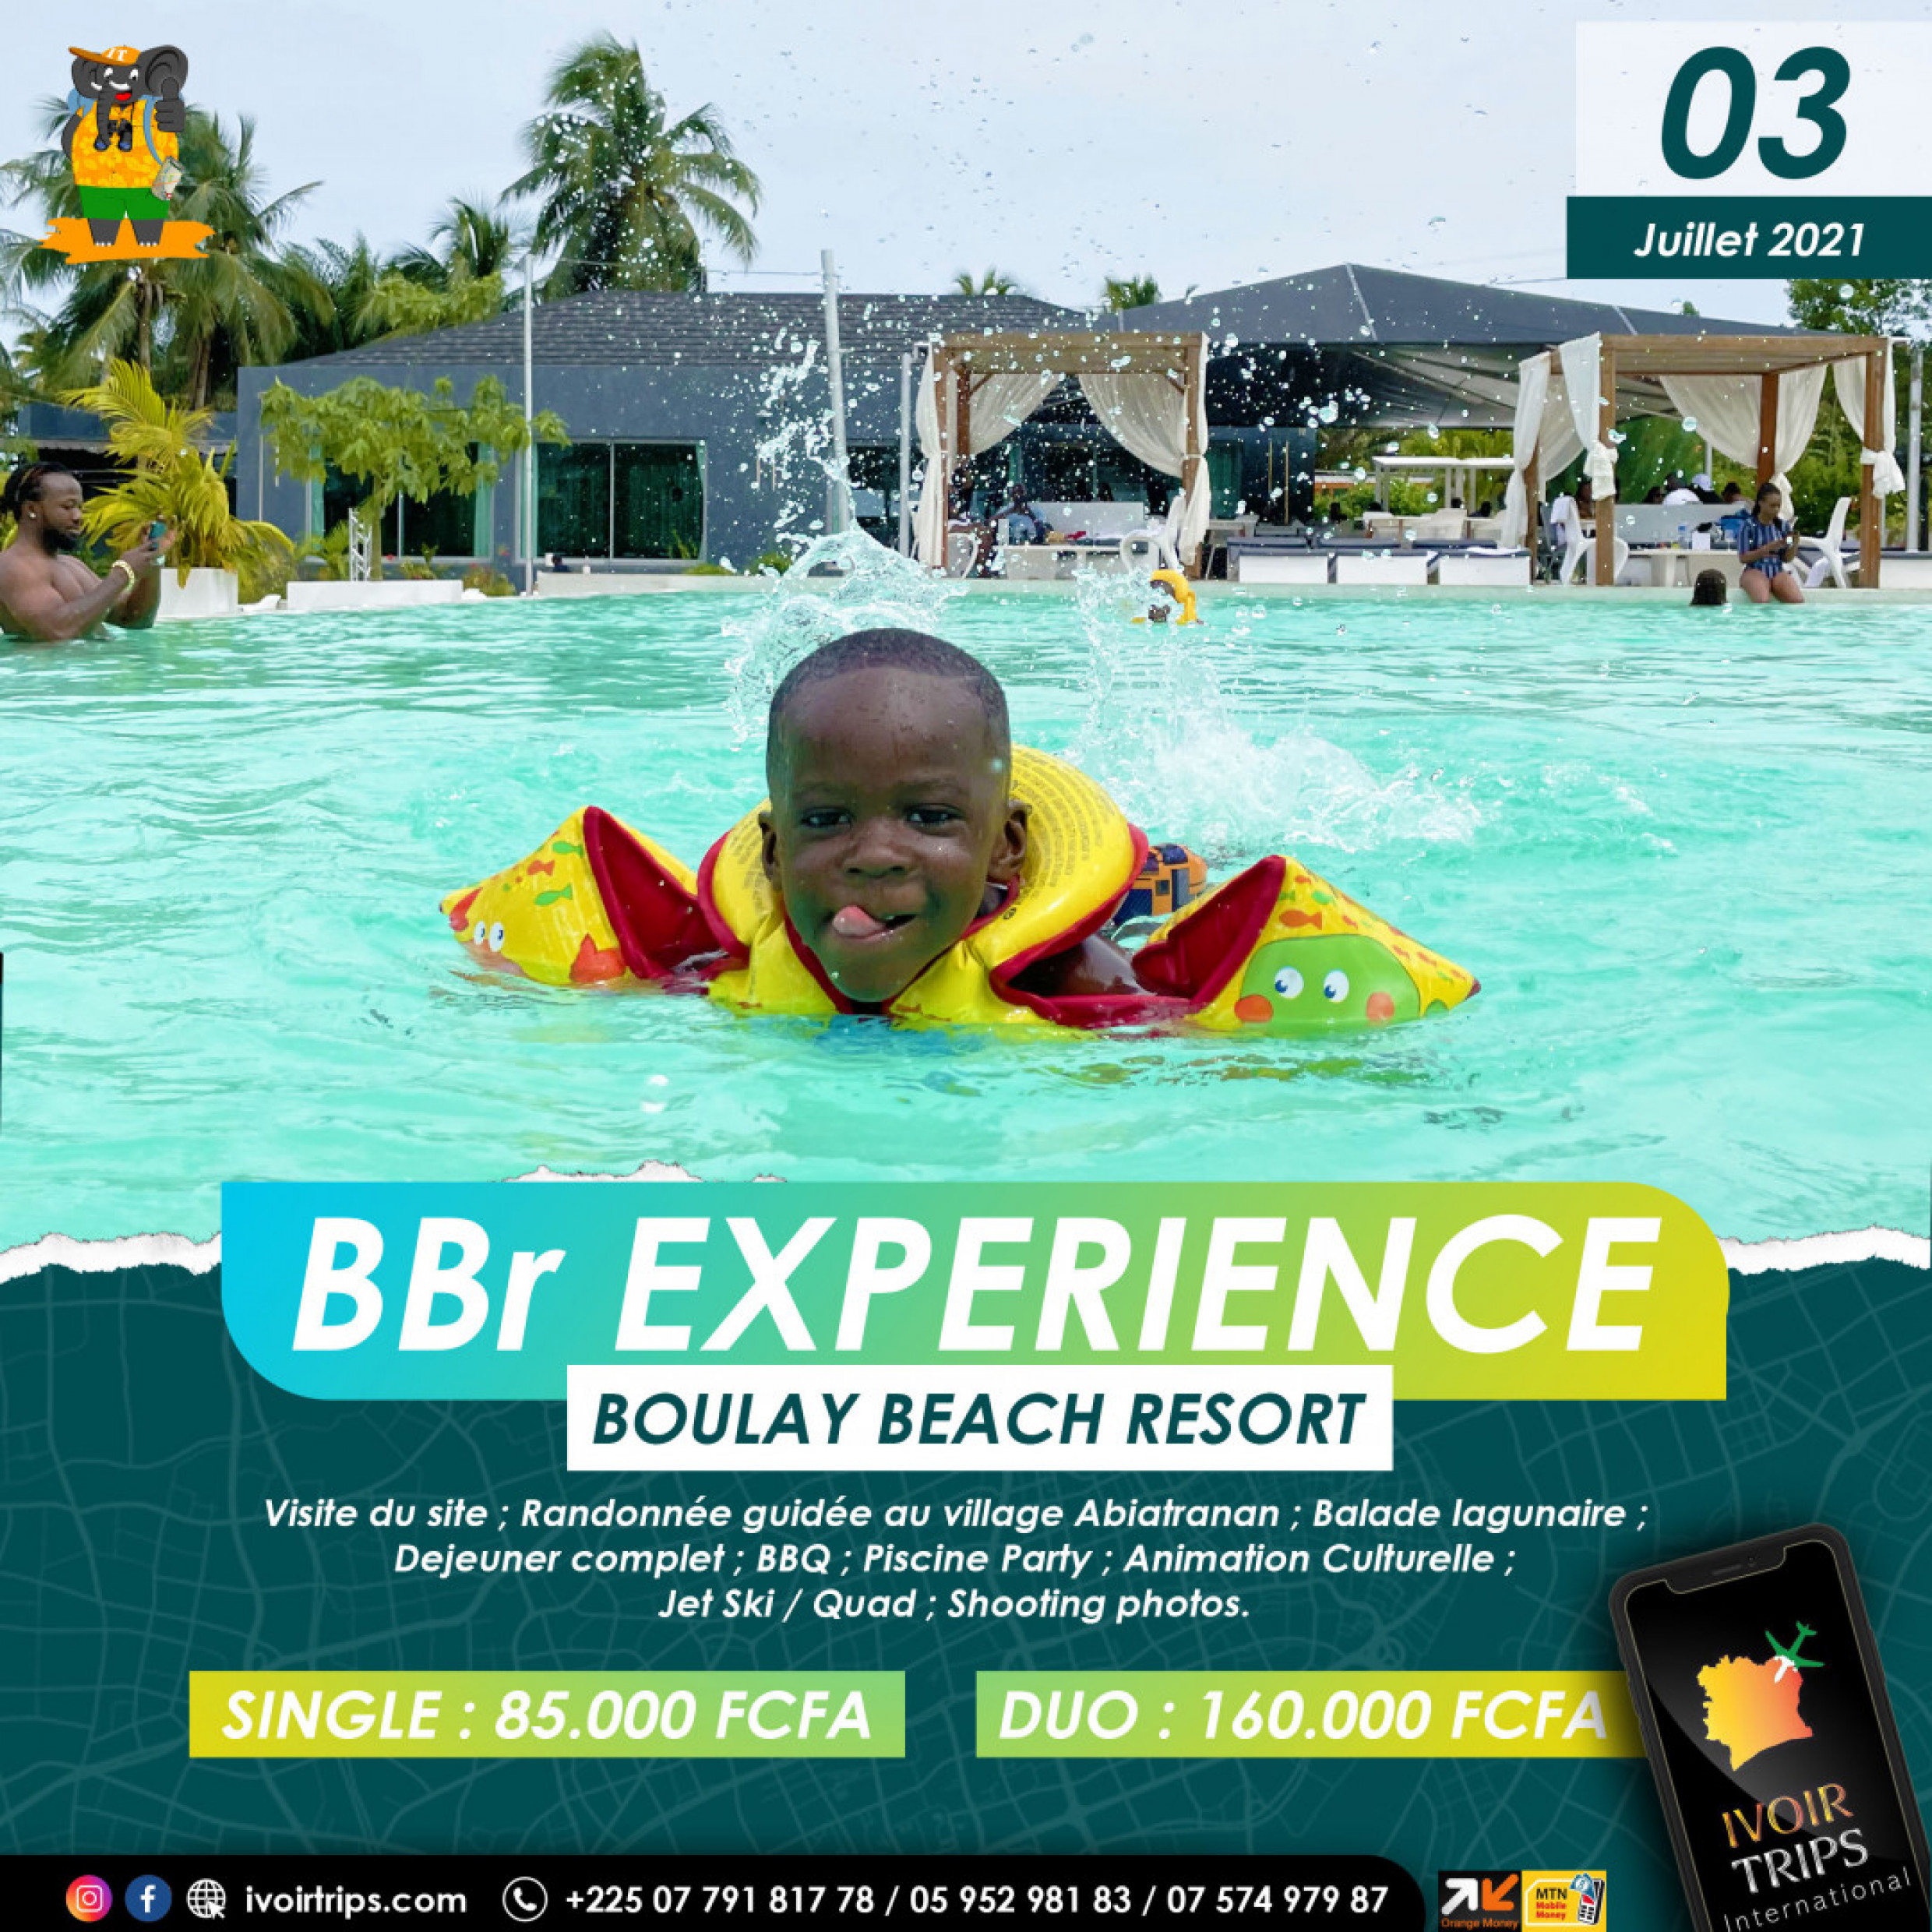 IT
03
Juillet 2021
BBr EXPERIENCE
BOULAY BEACH RESORT
Visite du site ; Randonnée guidée au village Abiatranan ; Balade lagunaire ;
Dejeuner complet ; BBQ ; Piscine Party ; Animation Culturelle ;
Jet Ski / Quad ; Shooting photos.
SINGLE : 85.000 FCFA
DUO : 160.000 FCFA
IVOIR
TRIPS
International
ivoirtrips.com
+225 07 791 817 78 / 05 952 981 83 / 07 574 979 87
Orange Money
MTN
Mobile
Money